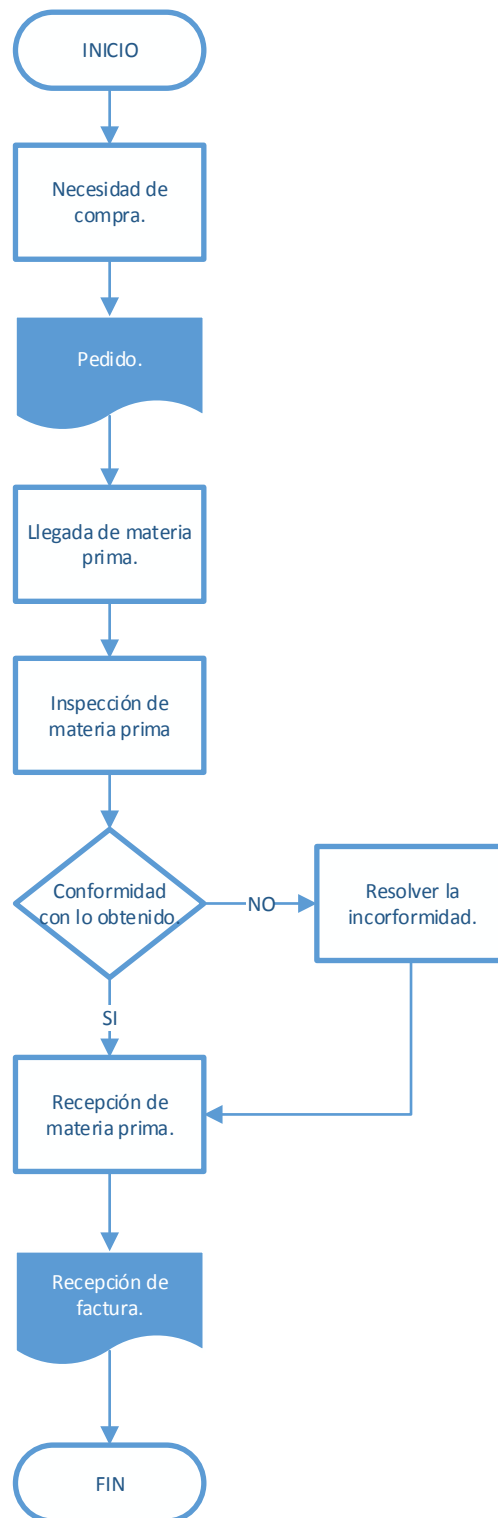 INICIO
Necesidad de
compra.
Pedido.
Llegada de materia
prima.
Inspección de
materia prima
Conformidad
con lo obtenido.
NO
Resolver la
incorformidad.
SI
Recepción de
materia prima.
Recepción de
factura.
FIN